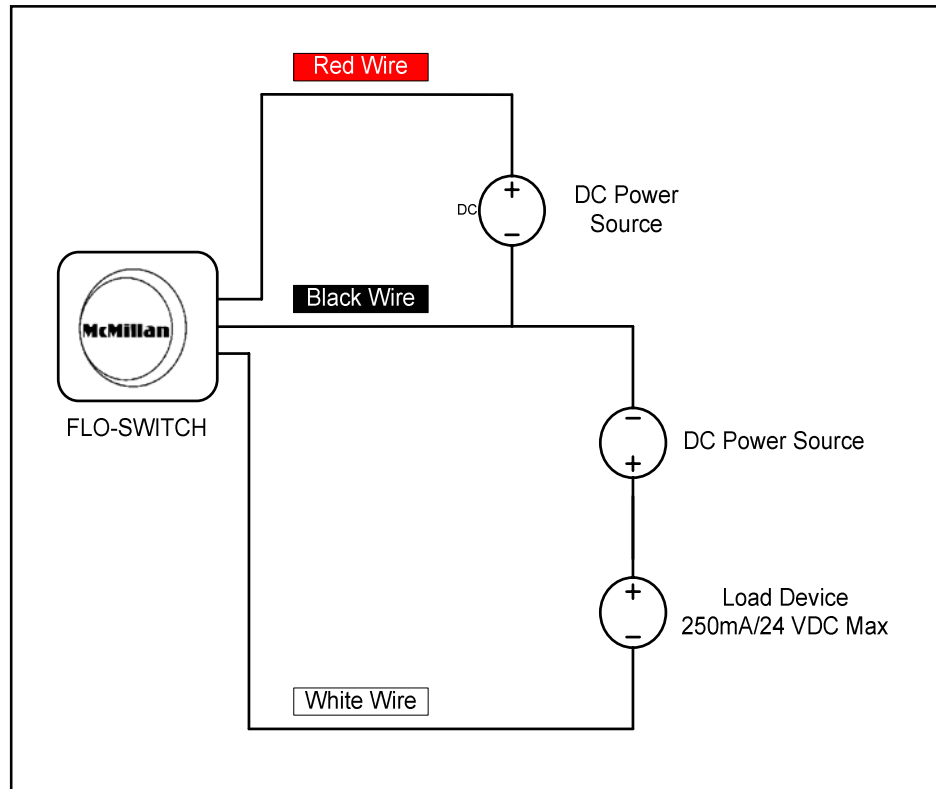 Red Wire
+
DC
−
DC Power
Source
Black Wire
McMillan
FLO-SWITCH
−
+
DC Power Source
+
−
Load Device
250mA/24 VDC Max
White Wire